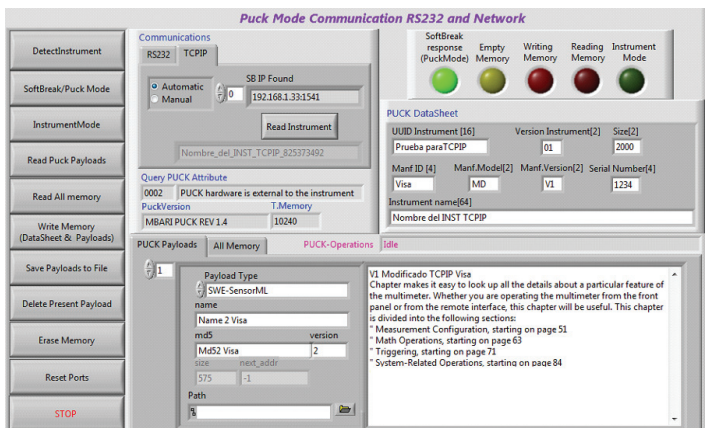 Puck Mode Communication RS232 and Network
DetectInstrument
SoftBreak/Puck Mode
InstrumentMode
Read Puck Payloads
Read All memory
Write Memory
(DataSheet & Payloads)
Save Payloads to File
Delete Present Payload
Erase Memory
Reset Ports
STOP
Communications
RS232 TCPIP
Automatic
Manual
SB IP Found
0 192.168.1.33:1541
Read Instrument
Nombre_del_INST_TCPIP_825373492
Query PUCK Attribute
0002 PUCK hardware is external to the instrument
PuckVersion T.Memory
MBARI PUCK REV 1.4 10240
SoftBreak
response
(PuckMode)
Empty
Memory
Writing
Memory
Reading
Memory
Instrument
Mode
PUCK DataSheet
UUID Instrument [16] Version Instrument[2] Size[2]
Prueba paraTCPIP 01 2000
Manf ID [4] Manf.Model[2] Manf.Version[2] Serial Number[4]
Visa MD V1 1234
Instrument name[64]
Nombre del INST TCPIP
PUCK Payloads All Memory PUCK-Operations Idle
1
Payload Type
SWE-SensorML
name
Name 2 Visa
md5 version
Md52 Visa 2
size next_addr
575 -1
Path
V1 Modificado TCPIP Visa
Chapter makes it easy to look up all the details about a particular feature of
the multimeter. Whether you are operating the multimeter from the front
panel or from the remote interface, this chapter will be useful. This chapter
is divided into the following sections:
" Measurement Configuration, starting on page 51
" Math Operations, starting on page 63
" Triggering, starting on page 71
" System-Related Operations, starting on page 84